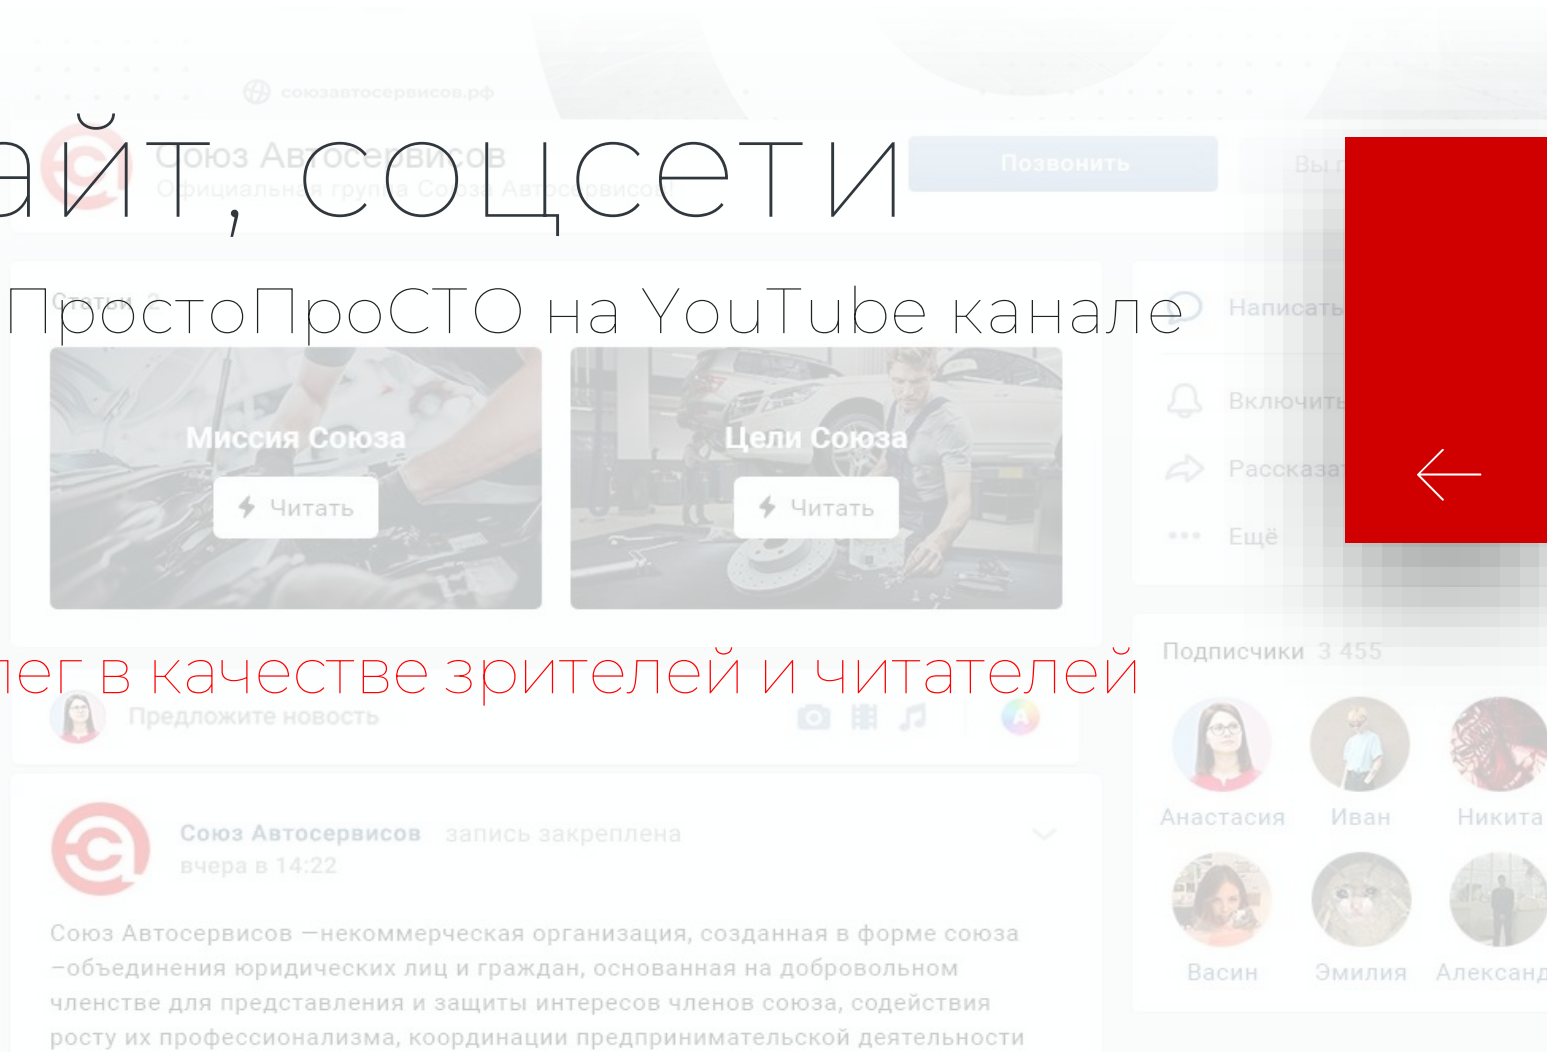 союзавтосервисов.рф
айт, соцсети
Союз Автосервисов
Официальная группа Союза Автосервисов!
Позвонить
Вы п
ПростоПроСТО на YouTube канале
Статьи 2
Написать
Миссия Союза
Читать
Цели Союза
Читать
Включить
Рассказат
Ещё
лег в качестве зрителей и читателей
Подписчики 3 455
Предложите новость
Анастасия Иван Никита
Союз Автосервисов запись закреплена
вчера в 14:22
Васин Эмилия Александ
Союз Автосервисов —некоммерческая организация, созданная в форме союза
–объединения юридических лиц и граждан, основанная на добровольном
членстве для представления и защиты интересов членов союза, содействия
росту их профессионализма, координации предпринимательской деятельности